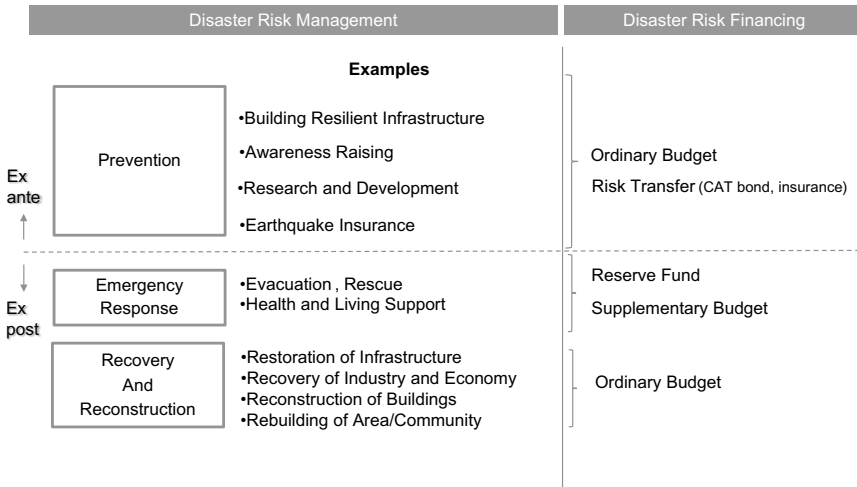 Disaster Risk Management
Disaster Risk Financing
Examples
Ex
ante
Prevention
•Building Resilient Infrastructure
•Awareness Raising
•Research and Development
•Earthquake Insurance
Ordinary Budget
Risk Transfer (CAT bond, insurance)
Ex
post
Emergency
Response
•Evacuation , Rescue
•Health and Living Support
Reserve Fund
Supplementary Budget
Recovery
And
Reconstruction
•Restoration of Infrastructure
•Recovery of Industry and Economy
•Reconstruction of Buildings
•Rebuilding of Area/Community
Ordinary Budget